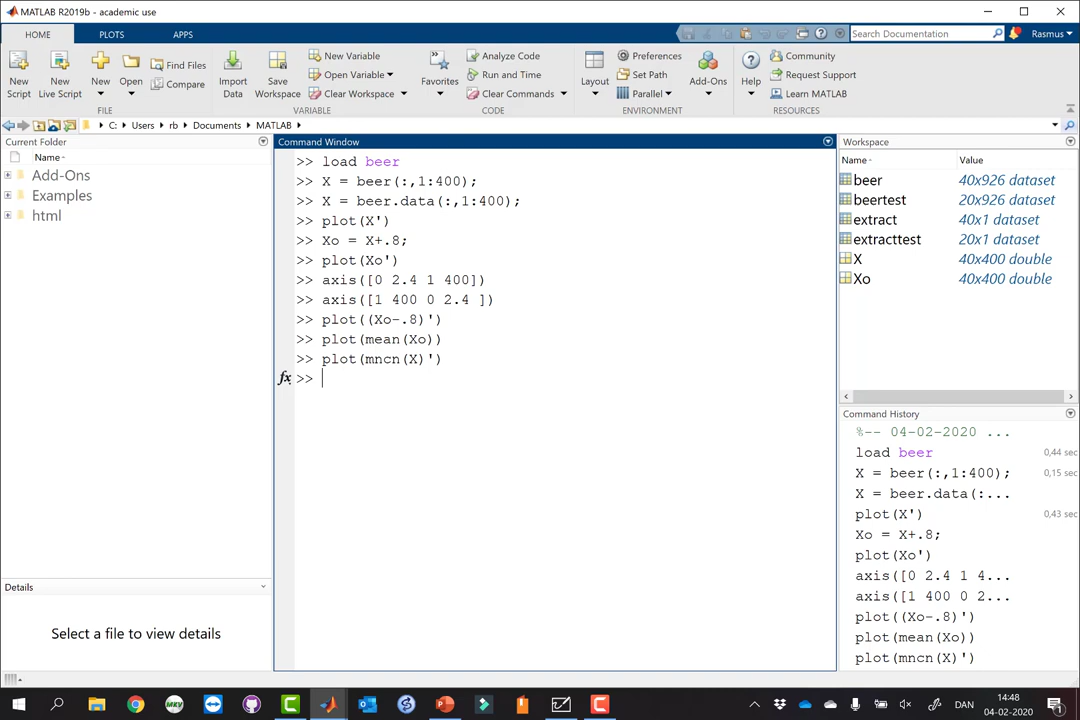 MATLAB R2019b - academic use
HOME PLOTS APPS
Search Documentation
Rasmus
New Script
New Live Script
New
Open
Find Files
Compare
FILE
Import Data
Save Workspace
New Variable
Open Variable
Clear Workspace
VARIABLE
Favorites
Analyze Code
Run and Time
Clear Commands
CODE
Layout
Preferences
Set Path
Parallel
Add-Ons
ENVIRONMENT
Help
Community
Request Support
Learn MATLAB
RESOURCES
C: Users rb Documents MATLAB
Current Folder
Name
Add-Ons
Examples
html
Details
Select a file to view details
Command Window
>> load beer
>> X = beer(:,1:400);
>> X = beer.data(:,1:400);
>> plot(X')
>> Xo = X+.8;
>> plot(Xo')
>> axis([0 2.4 1 400])
>> axis([1 400 0 2.4 ])
>> plot((Xo-.8)')
>> plot(mean(Xo))
>> plot(mncn(X)')
fx >>
Workspace
Name Value
beer 40x926 dataset
beertest 20x926 dataset
extract 40x1 dataset
extracttest 20x1 dataset
X 40x400 double
Xo 40x400 double
Command History
%-- 04-02-2020 ...
load beer 0,44 sec
X = beer(:,1:400); 0,15 sec
X = beer.data(:...
plot(X') 0,43 sec
Xo = X+.8;
plot(Xo')
axis([0 2.4 1 4...
axis([1 400 0 2...
plot((Xo-.8)')
plot(mean(Xo))
plot(mncn(X)')
MKV
DAN
14:48
04-02-2020
1